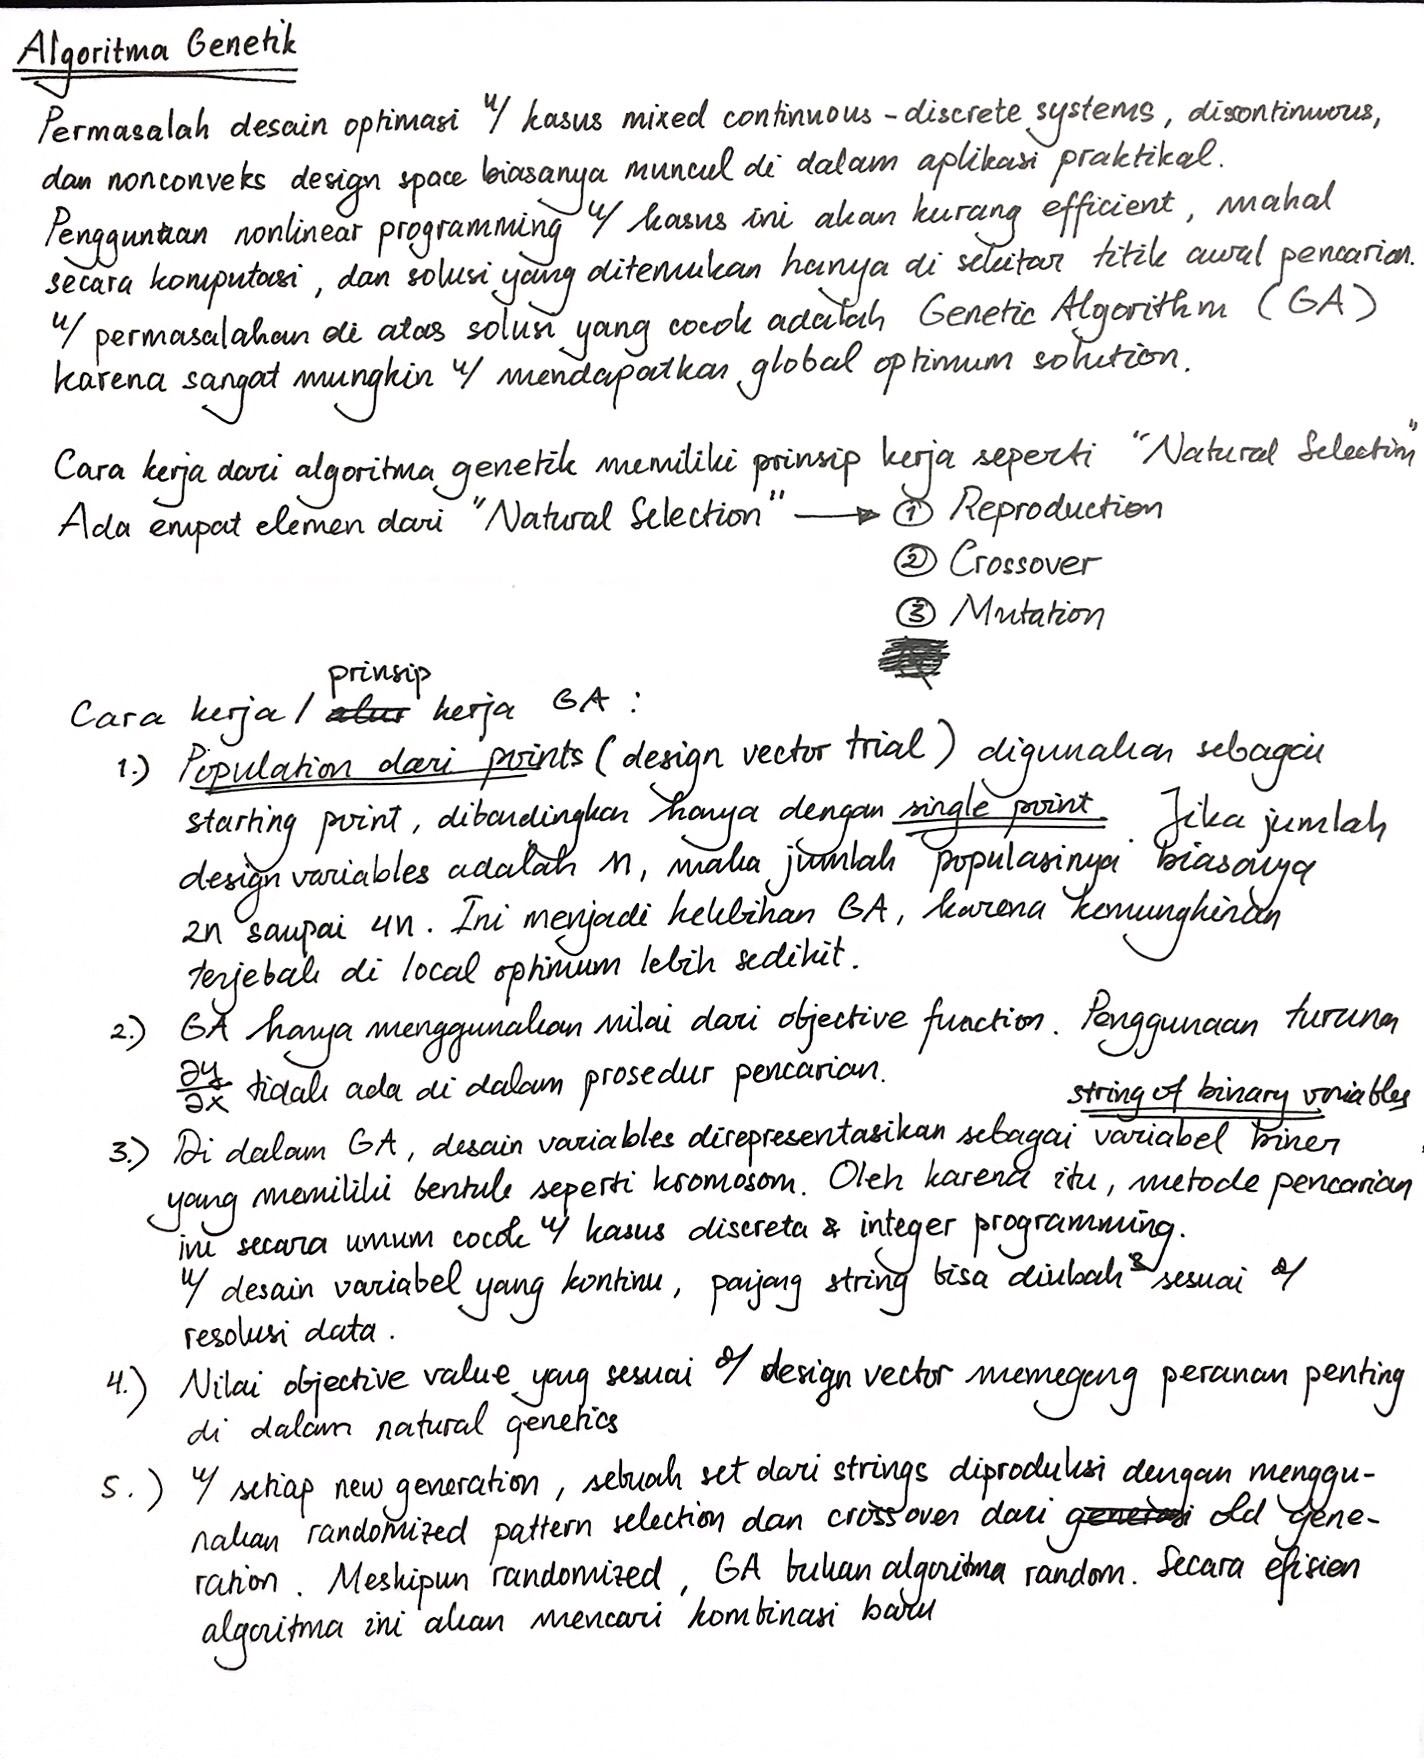 Algoritma Genetik
Permasalah desain optimasi u/ kasus mixed continuous - discrete systems, discontinuous,
dan nonconveks design space biasanya muncul di dalam aplikasi praktikal.
Penggunaan nonlinear programming u/ kasus ini akan kurang efficient, mahal
secara komputasi, dan solusi yang ditemukan hanya di sekitar titik awal pencarian.
u/ permasalahan di atas solusi yang cocok adalah Genetic Algorithm (GA)
karena sangat mungkin u/ mendapatkan global optimum solution.
Cara kerja dari algoritma genetik memiliki prinsip kerja seperti "Natural Selection"
Ada empat elemen dari "Natural Selection" → ① Reproduction
② Crossover
③ Mutation
prinsip
Cara kerja / alur kerja GA :
1.) Population dari points (design vector trial) digunakan sebagai
starting point, dibandingkan hanya dengan single point. Jika jumlah
design variables adalah n, maka jumlah populasinya biasanya
2n sampai 4n. Ini menjadi kelebihan GA, karena kemungkinan
terjebak di local optimum lebih sedikit.
2.) GA hanya menggunakan nilai dari objective function. Penggunaan turunan
∂y/∂x tidak ada di dalam prosedur pencarian.
string of binary variables
3.) Di dalam GA, desain variables direpresentasikan sebagai variabel biner
yang memiliki bentuk seperti kromosom. Oleh karena itu, metode pencarian
ini secara umum cocok u/ kasus discreta & integer programming.
u/ desain variabel yang kontinu, panjang string bisa diubah² sesuai d/
resolusi data.
4.) Nilai objective value yang sesuai d/ design vector memegang peranan penting
di dalam natural genetics
5.) u/ setiap new generation, sebuah set dari strings diproduksi dengan menggu-
nakan randomized pattern selection dan crossover dari generasi old gene-
ration. Meskipun randomized, GA bukan algoritma random. Secara efisien
algoritma ini akan mencari kombinasi baru